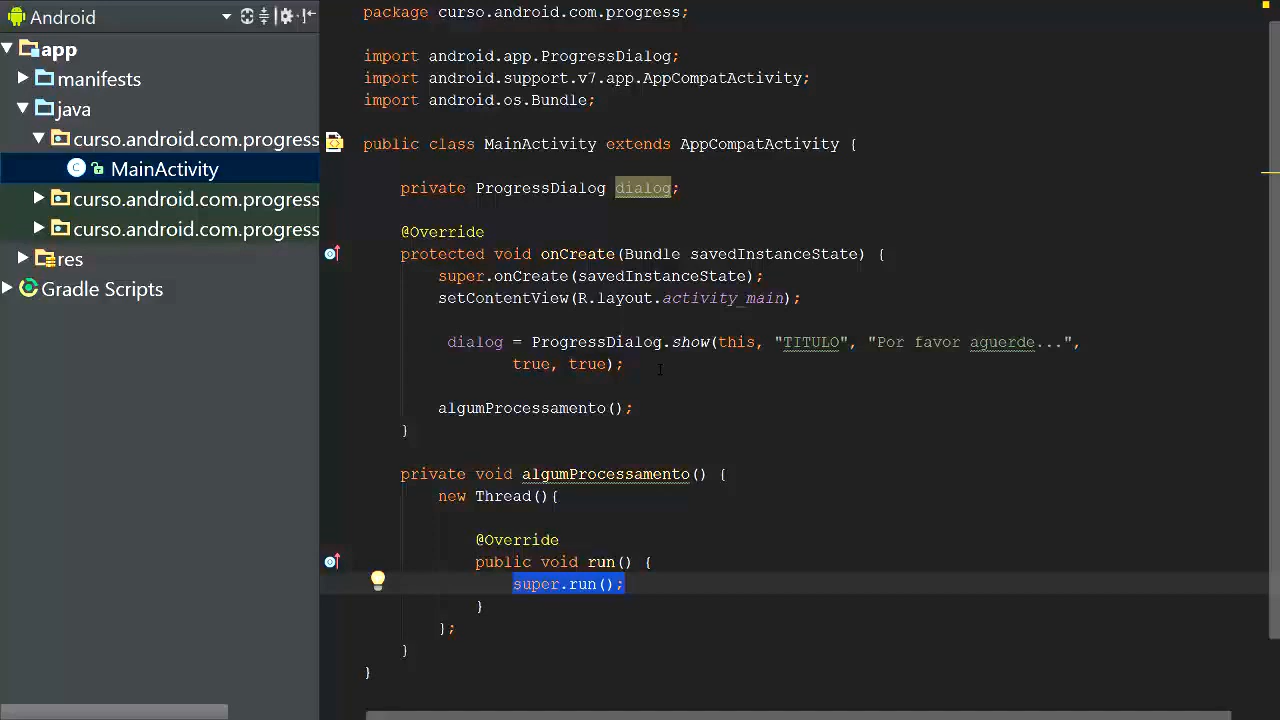 Android
app
manifests
java
curso.android.com.progress
MainActivity
curso.android.com.progress
curso.android.com.progress
res
Gradle Scripts
package curso.android.com.progress;
import android.app.ProgressDialog;
import android.support.v7.app.AppCompatActivity;
import android.os.Bundle;
public class MainActivity extends AppCompatActivity {
private ProgressDialog dialog;
@Override
protected void onCreate(Bundle savedInstanceState) {
super.onCreate(savedInstanceState);
setContentView(R.layout.activity_main);
dialog = ProgressDialog.show(this, "TITULO", "Por favor aguerde...",
true, true);
algumProcessamento();
}
private void algumProcessamento() {
new Thread(){
@Override
public void run() {
super.run();
}
};
}
}